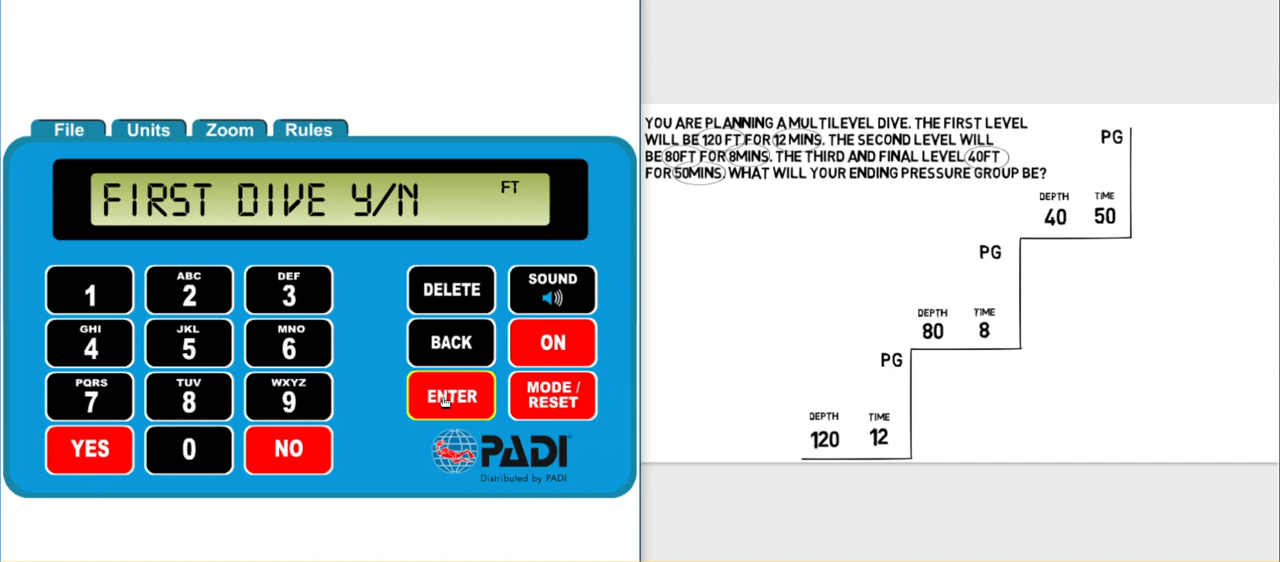 File Units Zoom Rules
FIRST DIVE Y/N FT
1
ABC
2
DEF
3
DELETE
SOUND
GHI
4
JKL
5
MNO
6
BACK
ON
PQRS
7
TUV
8
WXYZ
9
ENTER
MODE /
RESET
YES
0
NO
PADI
Distributed by PADI
YOU ARE PLANNING A MULTILEVEL DIVE. THE FIRST LEVEL
WILL BE 120 FT FOR 12 MINS. THE SECOND LEVEL WILL
BE 80FT FOR 8MINS. THE THIRD AND FINAL LEVEL 40FT
FOR 50MINS. WHAT WILL YOUR ENDING PRESSURE GROUP BE?
PG
DEPTH TIME
40 50
PG
DEPTH TIME
80 8
PG
DEPTH TIME
120 12